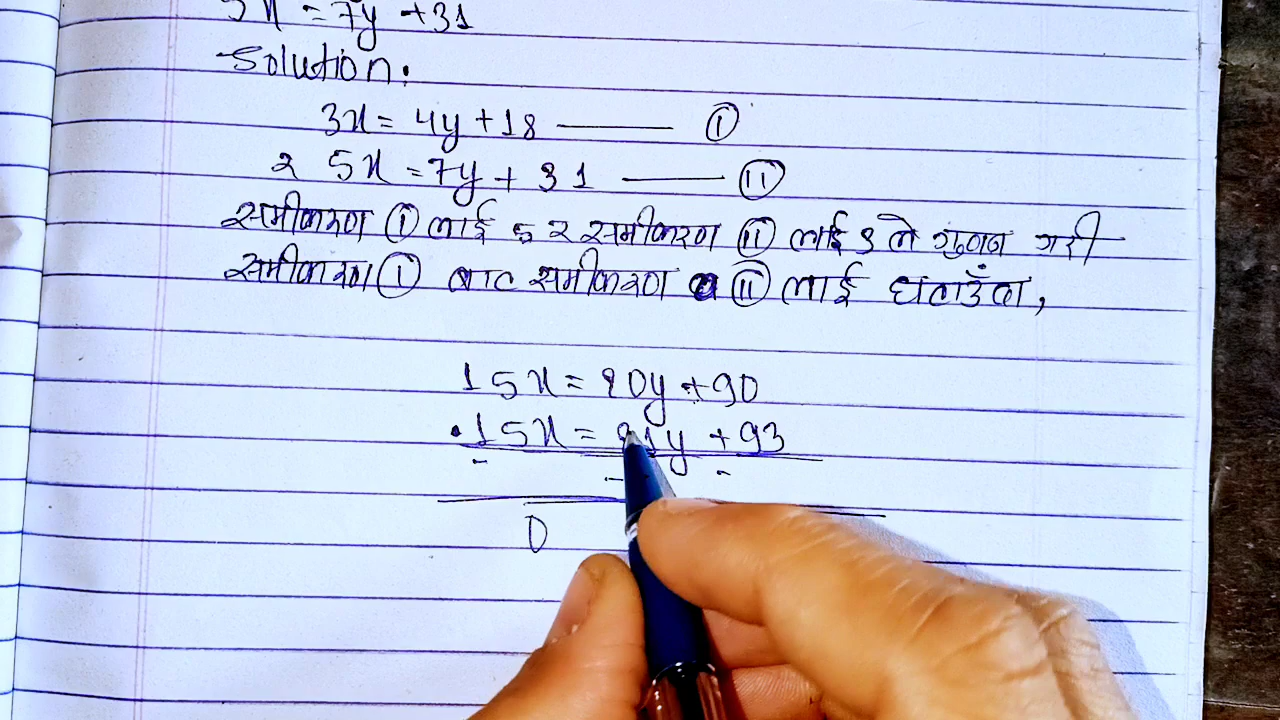 5x = 7y + 31
Solution:
3x = 4y + 18 —— (I)
र 5x = 7y + 31 —— (II)
समीकरण (I) लाई 5 र समीकरण (II) लाई 3 ले गुणन गरी
समीकरण (I) बाट समीकरण (II) लाई घटाउँदा,
15x = 20y + 90
15x = 21y + 93
- - -
0